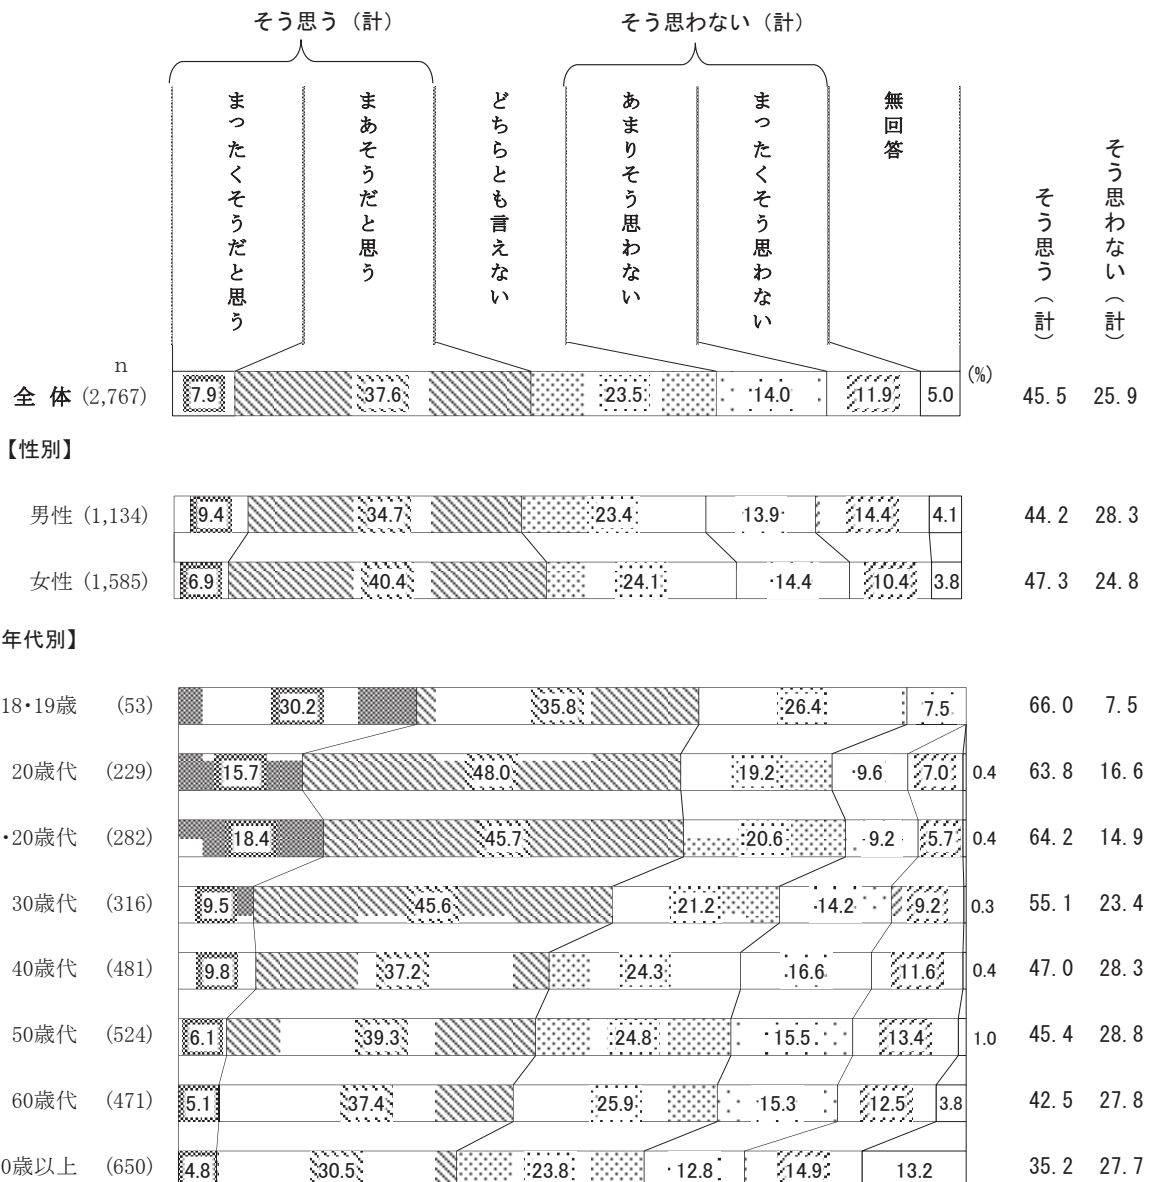 そう思う（計）
そう思わない（計）
まったくそうだと思う
まあそうだと思う
どちらとも言えない
あまりそう思わない
まったくそう思わない
無回答
そう思う（計）
そう思わない（計）
n
(%)
全 体 (2,767) 7.9 37.6 23.5 14.0 11.9 5.0 45.5 25.9
【性別】
男性 (1,134) 9.4 34.7 23.4 13.9 14.4 4.1 44.2 28.3
女性 (1,585) 6.9 40.4 24.1 14.4 10.4 3.8 47.3 24.8
年代別】
18・19歳 (53) 30.2 35.8 26.4 7.5 66.0 7.5
20歳代 (229) 15.7 48.0 19.2 9.6 7.0 0.4 63.8 16.6
・20歳代 (282) 18.4 45.7 20.6 9.2 5.7 0.4 64.2 14.9
30歳代 (316) 9.5 45.6 21.2 14.2 9.2 0.3 55.1 23.4
40歳代 (481) 9.8 37.2 24.3 16.6 11.6 0.4 47.0 28.3
50歳代 (524) 6.1 39.3 24.8 15.5 13.4 1.0 45.4 28.8
60歳代 (471) 5.1 37.4 25.9 15.3 12.5 3.8 42.5 27.8
0歳以上 (650) 4.8 30.5 23.8 12.8 14.9 13.2 35.2 27.7